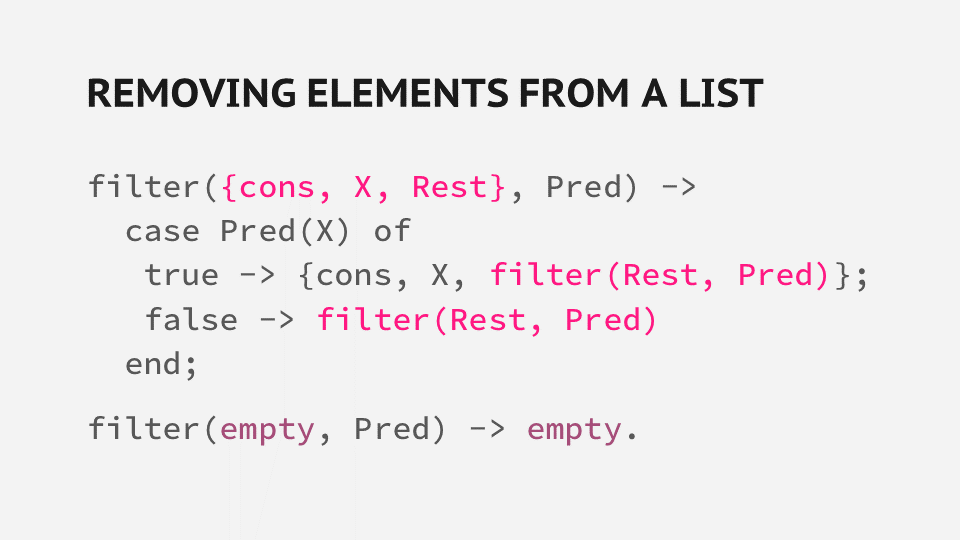 REMOVING ELEMENTS FROM A LIST
filter({cons, X, Rest}, Pred) ->
case Pred(X) of
true -> {cons, X, filter(Rest, Pred)};
false -> filter(Rest, Pred)
end;
filter(empty, Pred) -> empty.